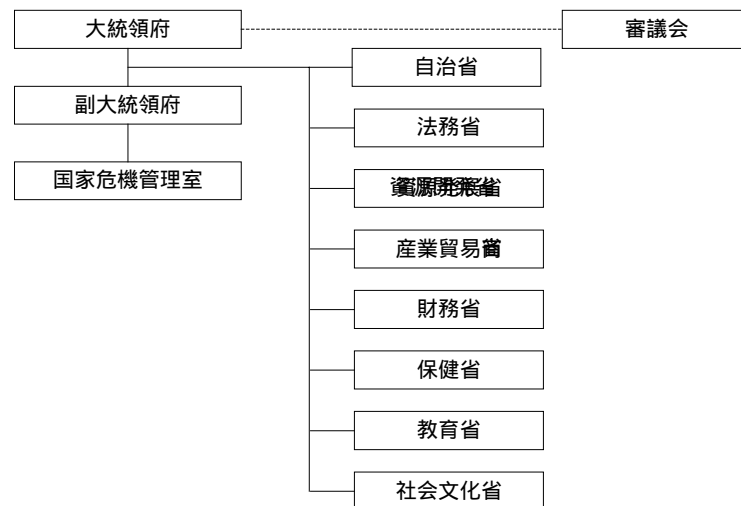 大統領府
審議会
自治省
副大統領府
法務省
国家危機管理室
産業貿易省
財務省
保健省
教育省
社会文化省